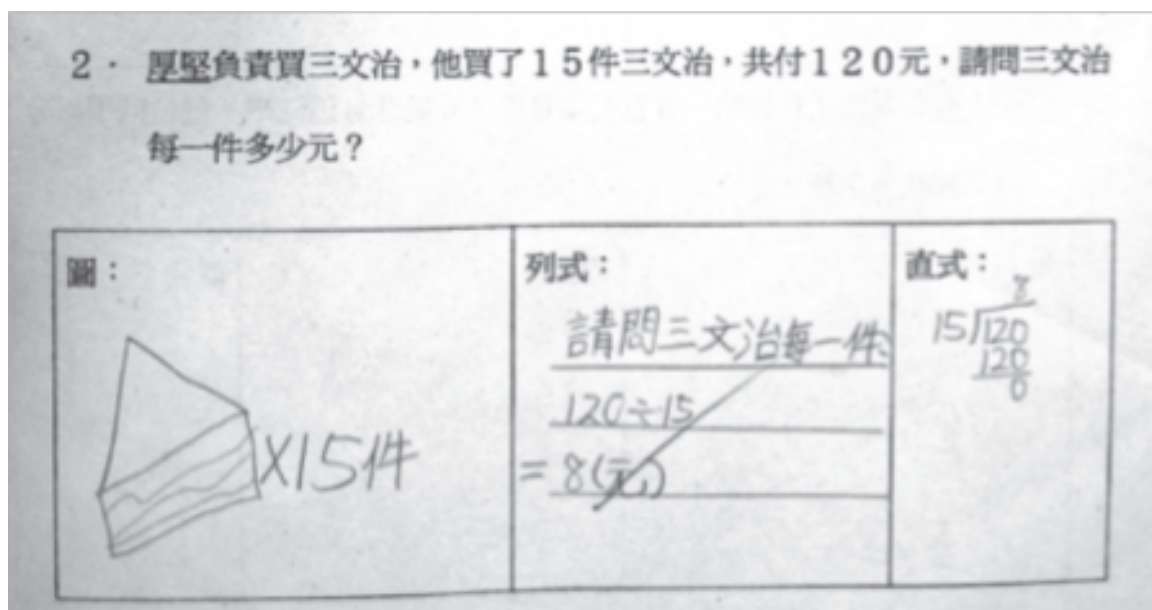 2. 厚堅負責買三文治，他買了15件三文治，共付120元，請問三文治
每一件多少元？
圖：
X15件
列式：
請問三文治每一件:
120÷15
= 8(元)
直式：
8
15)120
120
0